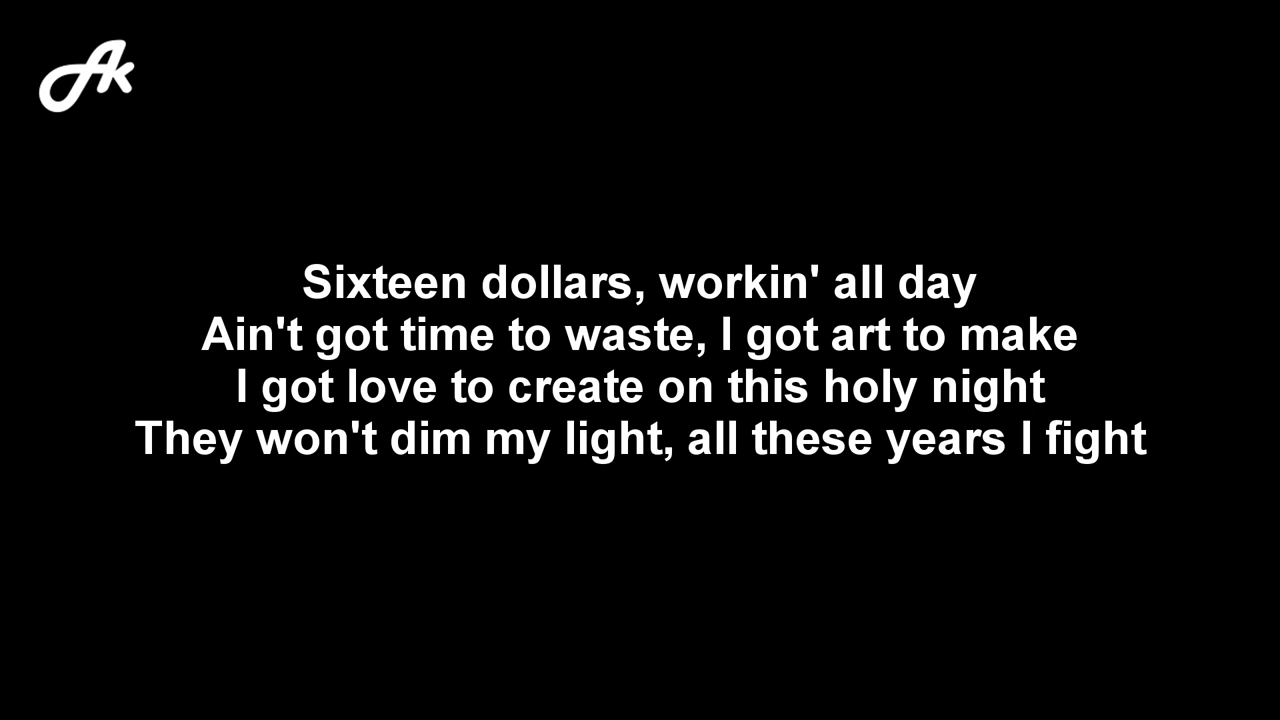 Ak
Sixteen dollars, workin' all day
Ain't got time to waste, I got art to make
I got love to create on this holy night
They won't dim my light, all these years I fight